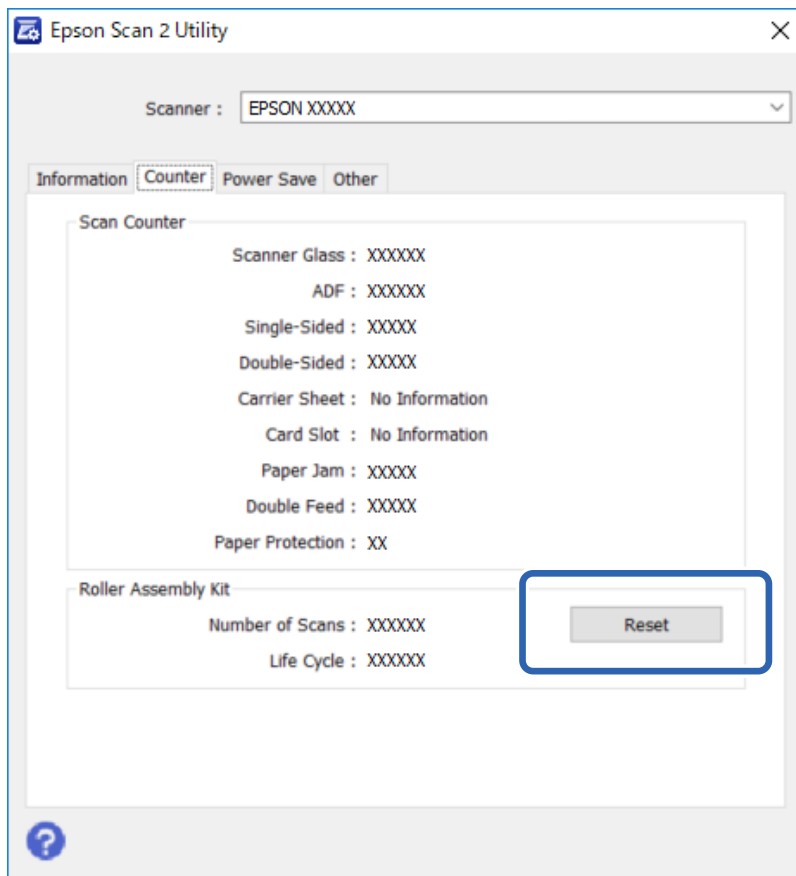 Epson Scan 2 Utility
Scanner : EPSON XXXXX
Information Counter Power Save Other
Scan Counter
Scanner Glass : XXXXXX
ADF : XXXXXX
Single-Sided : XXXXX
Double-Sided : XXXXX
Carrier Sheet : No Information
Card Slot : No Information
Paper Jam : XXXXX
Double Feed : XXXXX
Paper Protection : XX
Roller Assembly Kit
Number of Scans : XXXXXX Reset
Life Cycle : XXXXXX
?